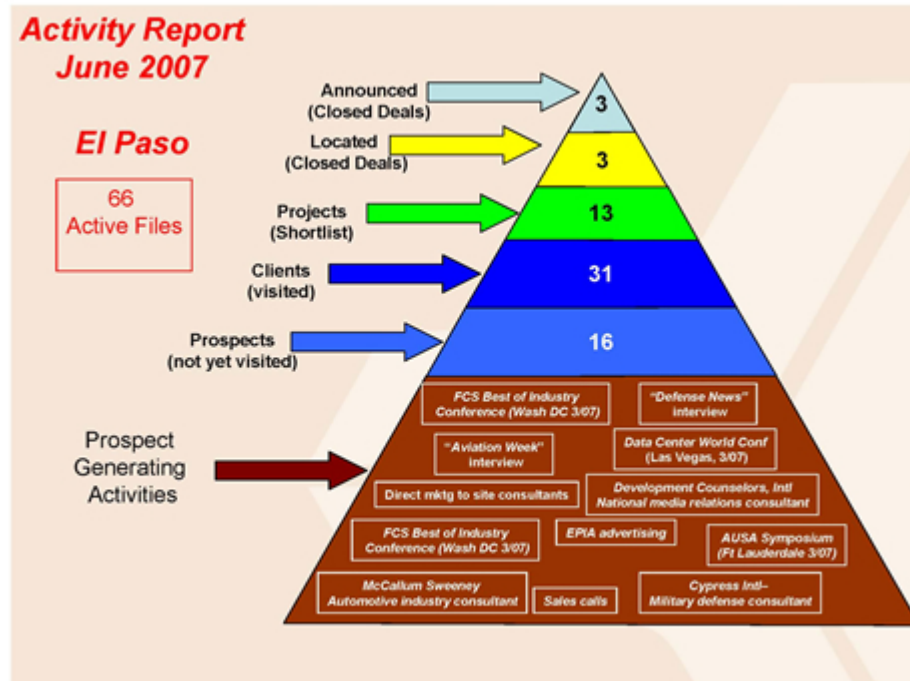 Activity Report
June 2007
El Paso
66
Active Files
Announced
(Closed Deals)
3
Located
(Closed Deals)
3
Projects
(Shortlist)
13
Clients
(visited)
31
Prospects
(not yet visited)
16
Prospect
Generating
Activities
FCS Best of Industry
Conference (Wash DC 3/07)
"Defense News"
interview
"Aviation Week"
interview
Data Center World Conf
(Las Vegas, 3/07)
Direct mktg to site consultants
Development Counselors, Intl
National media relations consultant
FCS Best of Industry
Conference (Wash DC 3/07)
EPIA advertising
AUSA Symposium
(Ft Lauderdale 3/07)
McCallum Sweeney
Automotive industry consultant
Sales calls
Cypress Intl–
Military defense consultant